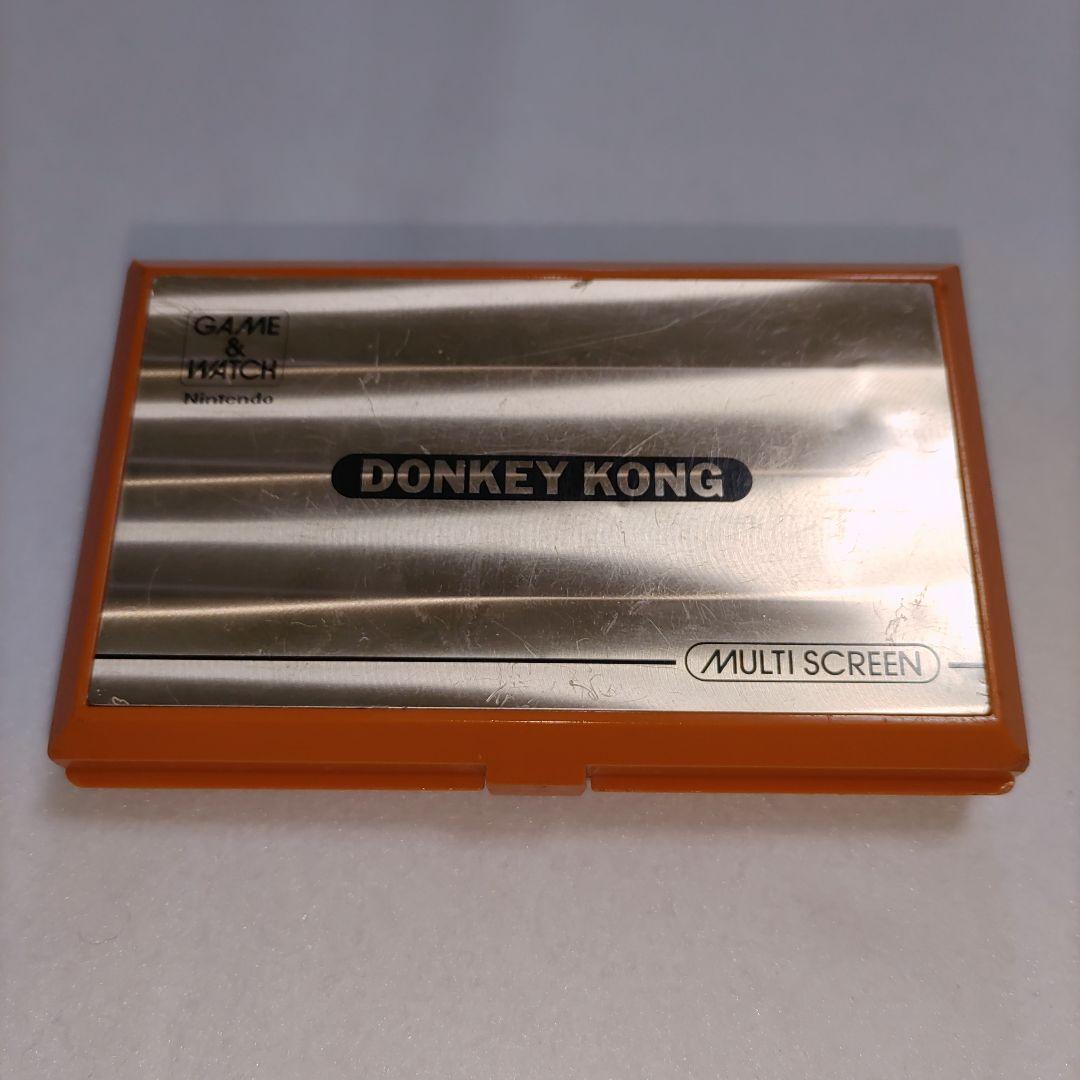 GAME
&
WATCH
Nintendo
DONKEY KONG
MULTI SCREEN